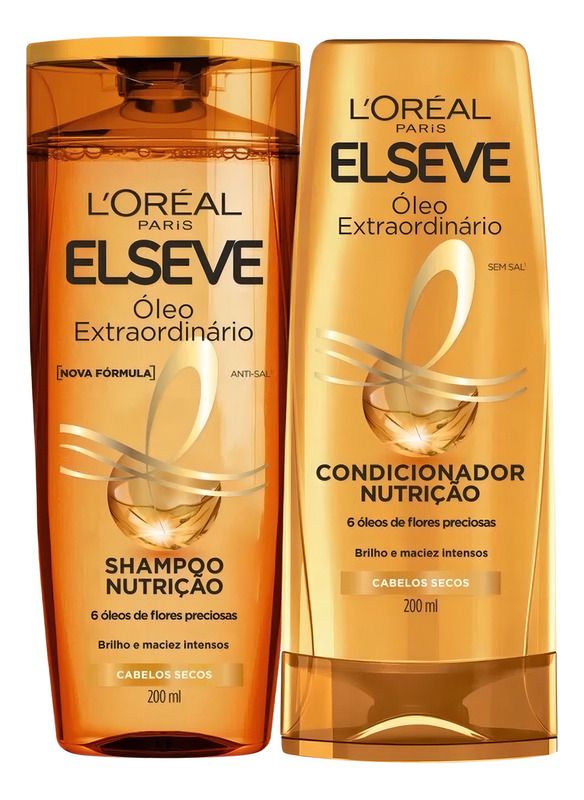 L'ORÉAL
PARIS
ELSEVE
Óleo
Extraordinário
[NOVA FÓRMULA]
ANTI-SAL¹
SHAMPOO
NUTRIÇÃO
6 óleos de flores preciosas
Brilho e maciez intensos
CABELOS SECOS
200 ml
L'ORÉAL
PARIS
ELSEVE
Óleo
Extraordinário
SEM SAL¹
CONDICIONADOR
NUTRIÇÃO
6 óleos de flores preciosas
Brilho e maciez intensos
CABELOS SECOS
200 ml